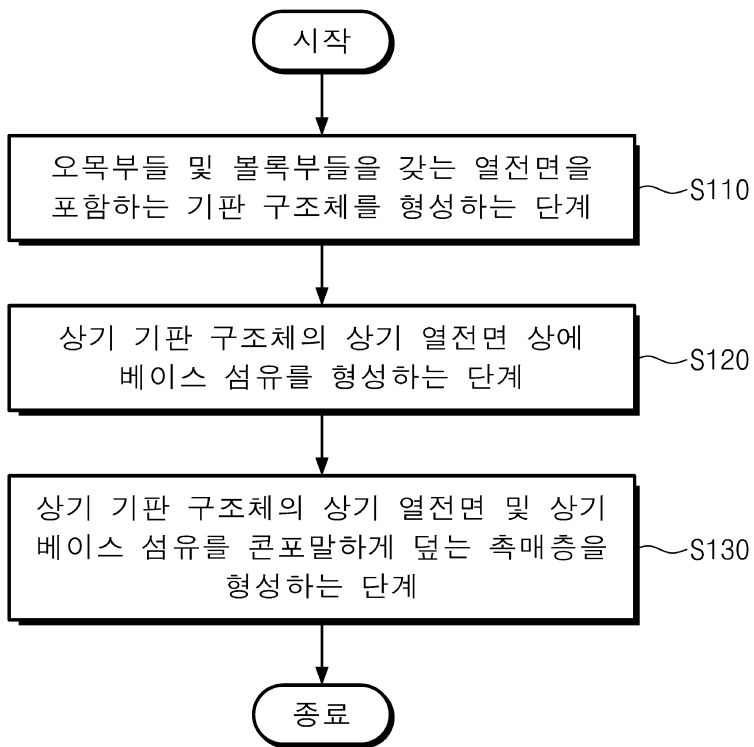 시작
오목부들 및 볼록부들을 갖는 열전면을
포함하는 기판 구조체를 형성하는 단계
S110
상기 기판 구조체의 상기 열전면 상에
베이스 섬유를 형성하는 단계
S120
상기 기판 구조체의 상기 열전면 및 상기
베이스 섬유를 콘포말하게 덮는 촉매층을
형성하는 단계
S130
종료